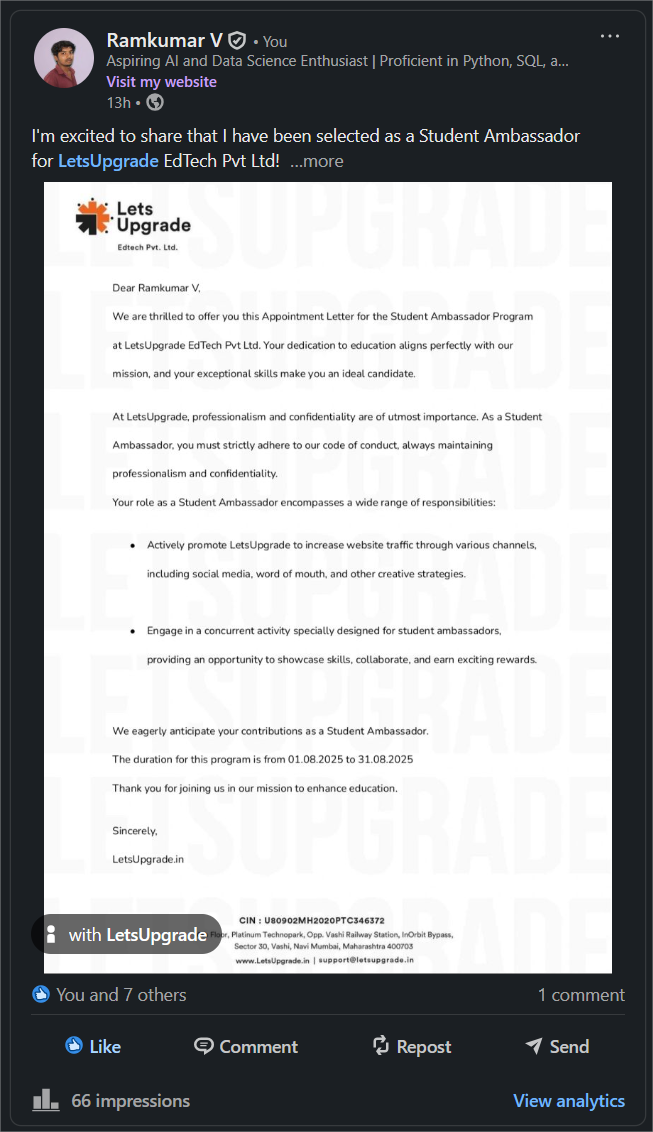 Ramkumar V • You
Aspiring AI and Data Science Enthusiast | Proficient in Python, SQL, a...
Visit my website
13h •
I'm excited to share that I have been selected as a Student Ambassador
for LetsUpgrade EdTech Pvt Ltd! ...more
Lets
Upgrade
Edtech Pvt. Ltd.
Dear Ramkumar V,
We are thrilled to offer you this Appointment Letter for the Student Ambassador Program
at LetsUpgrade EdTech Pvt Ltd. Your dedication to education aligns perfectly with our
mission, and your exceptional skills make you an ideal candidate.
At LetsUpgrade, professionalism and confidentiality are of utmost importance. As a Student
Ambassador, you must strictly adhere to our code of conduct, always maintaining
professionalism and confidentiality.
Your role as a Student Ambassador encompasses a wide range of responsibilities:
• Actively promote LetsUpgrade to increase website traffic through various channels,
including social media, word of mouth, and other creative strategies.
• Engage in a concurrent activity specially designed for student ambassadors,
providing an opportunity to showcase skills, collaborate, and earn exciting rewards.
We eagerly anticipate your contributions as a Student Ambassador.
The duration for this program is from 01.08.2025 to 31.08.2025
Thank you for joining us in our mission to enhance education.
Sincerely,
LetsUpgrade.in
CIN : U80902MH2020PTC346372
with LetsUpgrade
Floor, Platinum Technopark, Opp. Vashi Railway Station, InOrbit Bypass,
Sector 30, Vashi, Navi Mumbai, Maharashtra 400703
www.LetsUpgrade.in | support@letsupgrade.in
You and 7 others
1 comment
Like
Comment
Repost
Send
66 impressions
View analytics